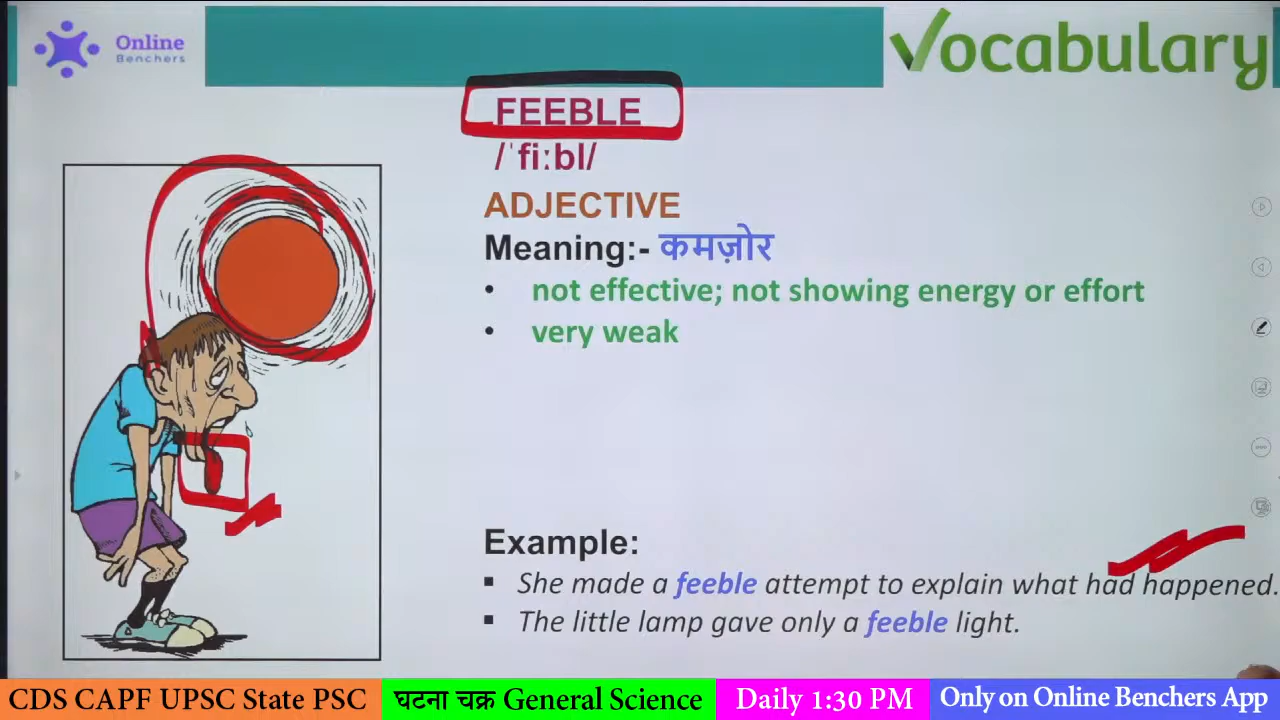 Online
Benchers
Vocabulary
FEEBLE
/ˈfiːbl/
ADJECTIVE
Meaning:- कमज़ोर
• not effective; not showing energy or effort
• very weak
Example:
▪ She made a feeble attempt to explain what had happened.
▪ The little lamp gave only a feeble light.
CDS CAPF UPSC State PSC
घटना चक्र General Science
Daily 1:30 PM
Only on Online Benchers App